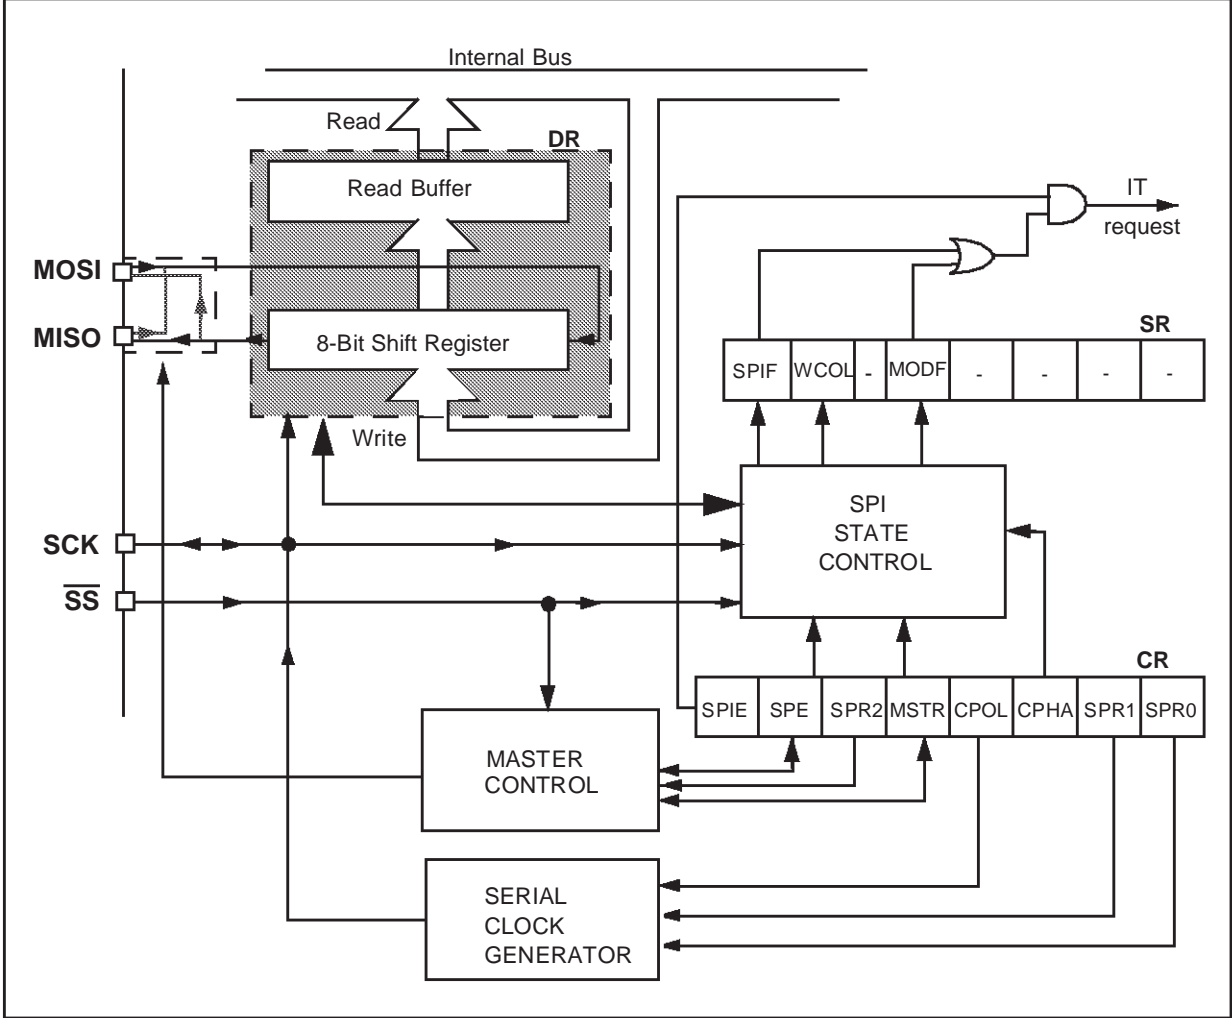 Internal Bus
Read
DR
Read Buffer
IT
request
MOSI
MISO
8-Bit Shift Register
SR
SPIF WCOL - MODF - - - -
Write
SPI
STATE
CONTROL
SCK
SS
CR
SPIE SPE SPR2 MSTR CPOL CPHA SPR1 SPR0
MASTER
CONTROL
SERIAL
CLOCK
GENERATOR